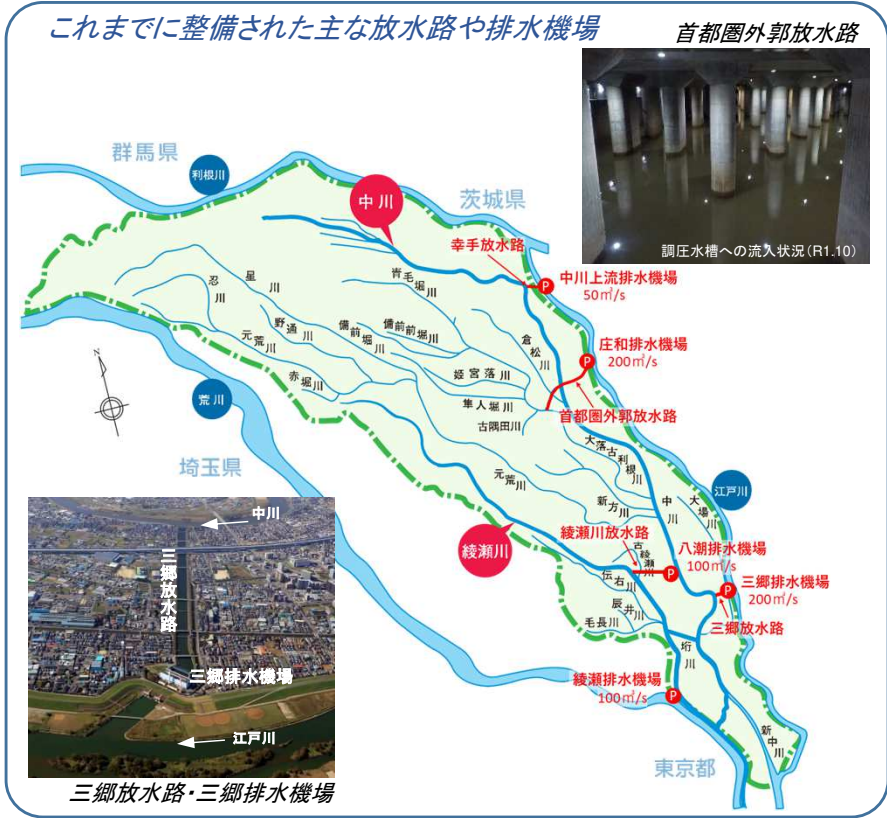 これまでに整備された主な放水路や排水機場
首都圏外郭放水路
調圧水槽への流入状況(R1.10)
群馬県
利根川
中川
茨城県
幸手放水路
中川上流排水機場
50㎥/s
庄和排水機場
200㎥/s
首都圏外郭放水路
青毛堀川
星川
忍川
野通川
備前堀川
備前前堀川
倉松川
元荒川
赤堀川
姫宮落川
隼人堀川
古隅田川
荒川
埼玉県
大落古利根川
元荒川
新方川
中川
大場川
江戸川
綾瀬川
綾瀬川放水路
古綾瀬川
八潮排水機場
100㎥/s
三郷排水機場
200㎥/s
三郷放水路
伝右川
辰井川
毛長川
垳川
綾瀬排水機場
100㎥/s
新中川
東京都
中川
三郷放水路
三郷排水機場
江戸川
三郷放水路・三郷排水機場
N
P
P
P
P
P